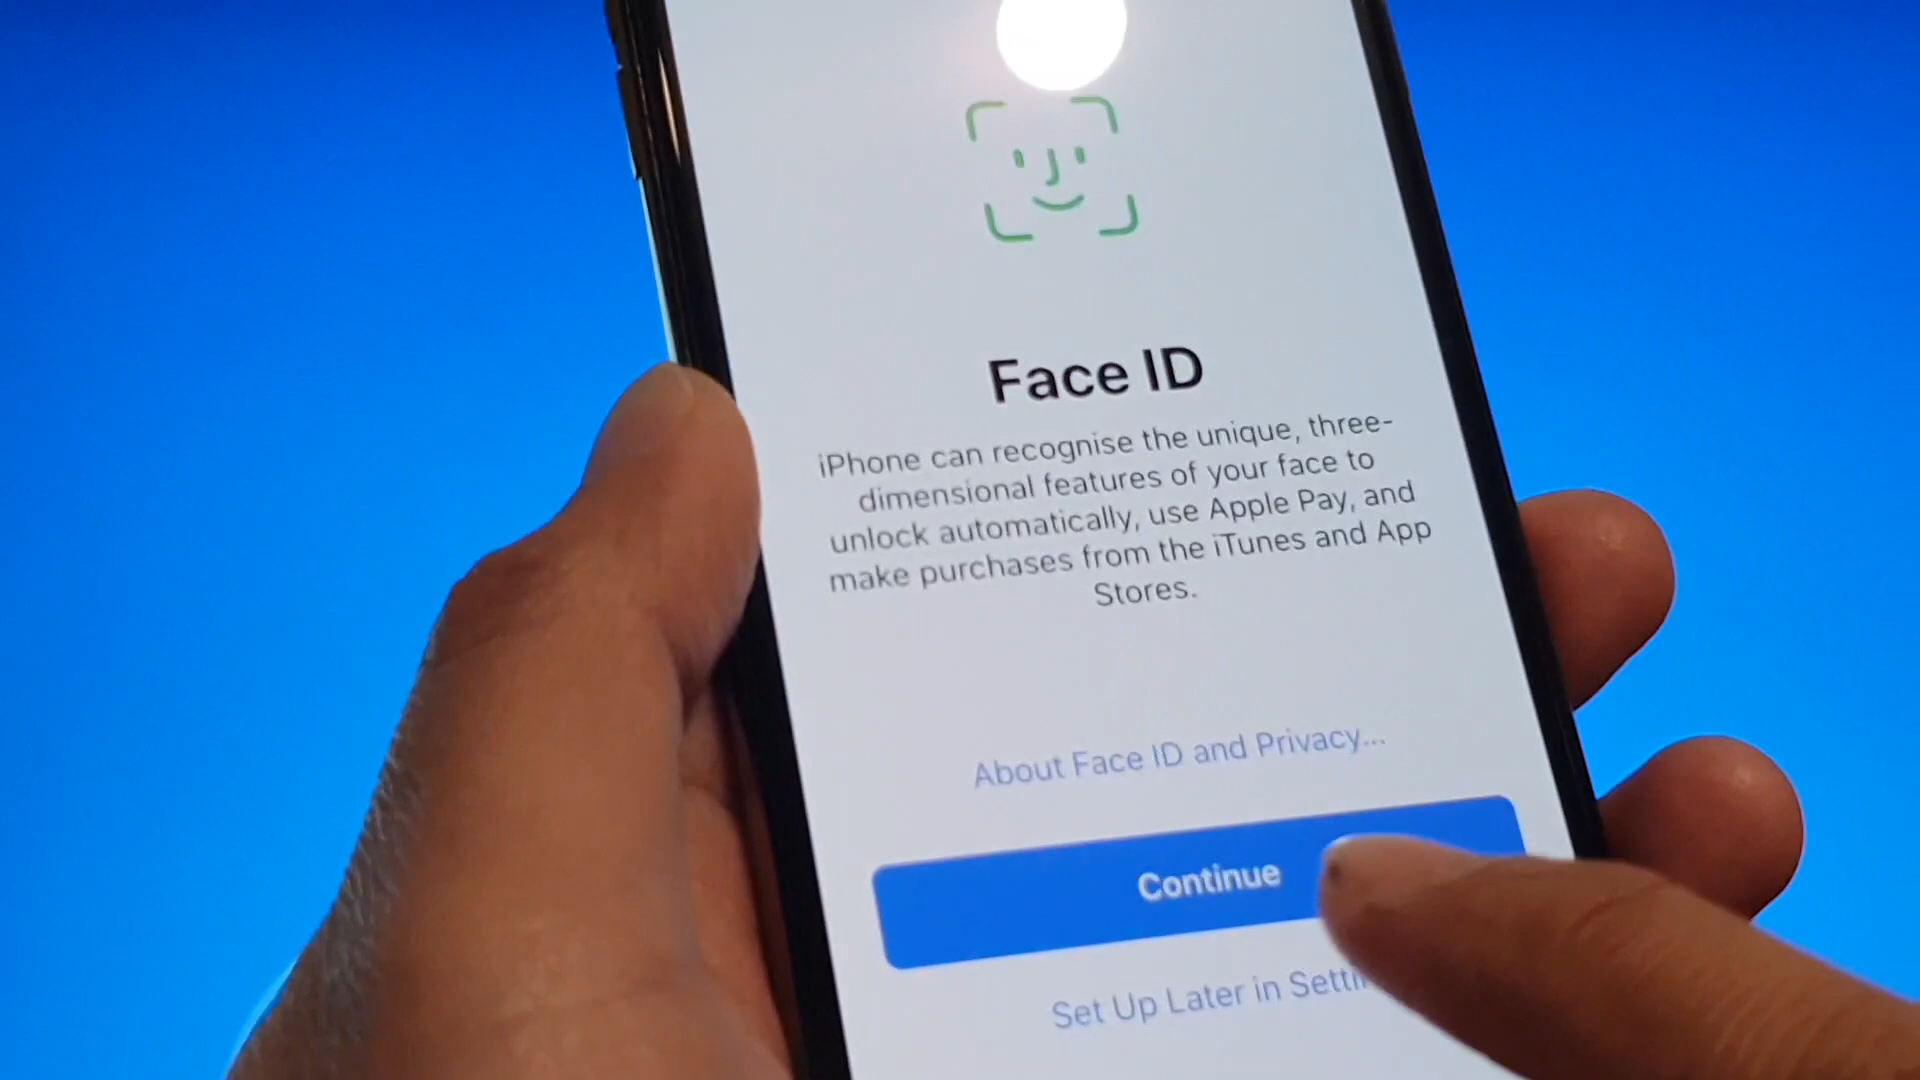 Face ID
iPhone can recognise the unique, three-
dimensional features of your face to
unlock automatically, use Apple Pay, and
make purchases from the iTunes and App
Stores.
About Face ID and Privacy...
Continue
Set Up Later in